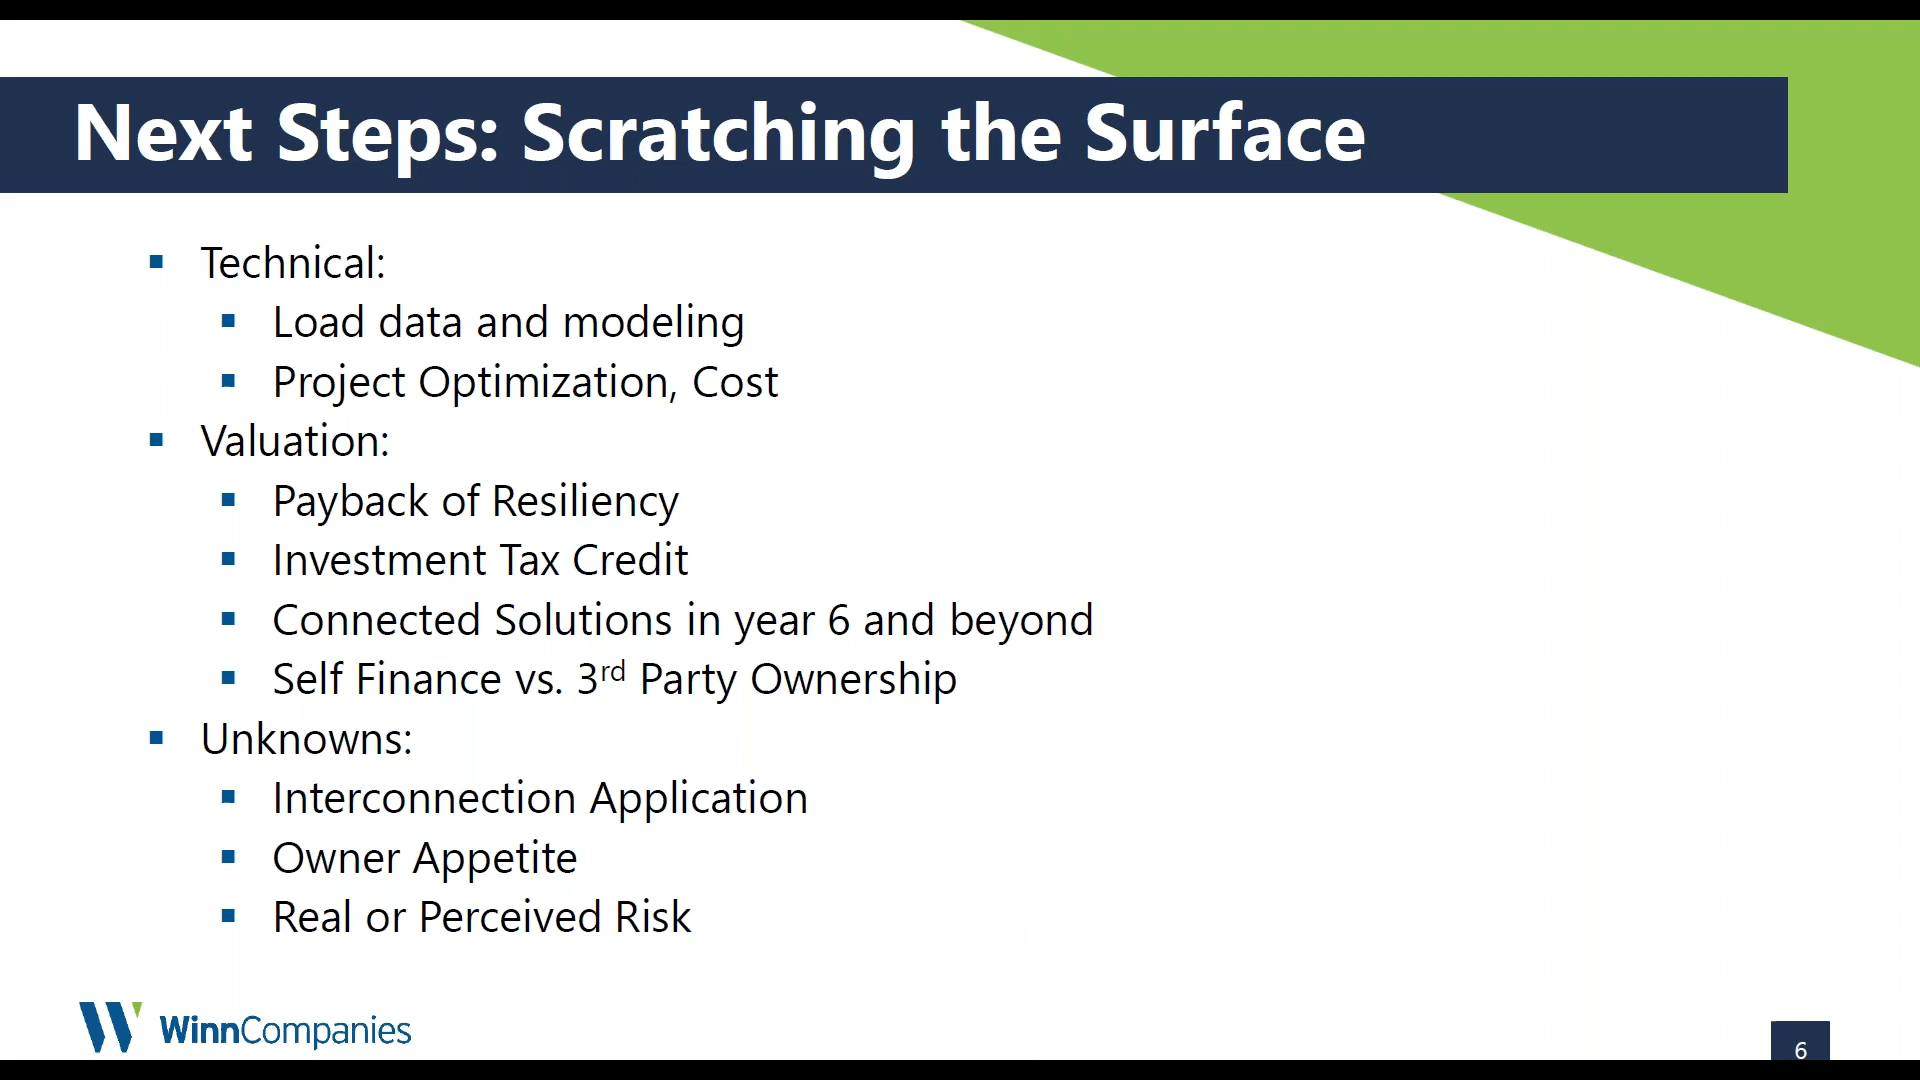 Next Steps: Scratching the Surface
▪ Technical:
▪ Load data and modeling
▪ Project Optimization, Cost
▪ Valuation:
▪ Payback of Resiliency
▪ Investment Tax Credit
▪ Connected Solutions in year 6 and beyond
▪ Self Finance vs. 3rd Party Ownership
▪ Unknowns:
▪ Interconnection Application
▪ Owner Appetite
▪ Real or Perceived Risk
WinnCompanies
6